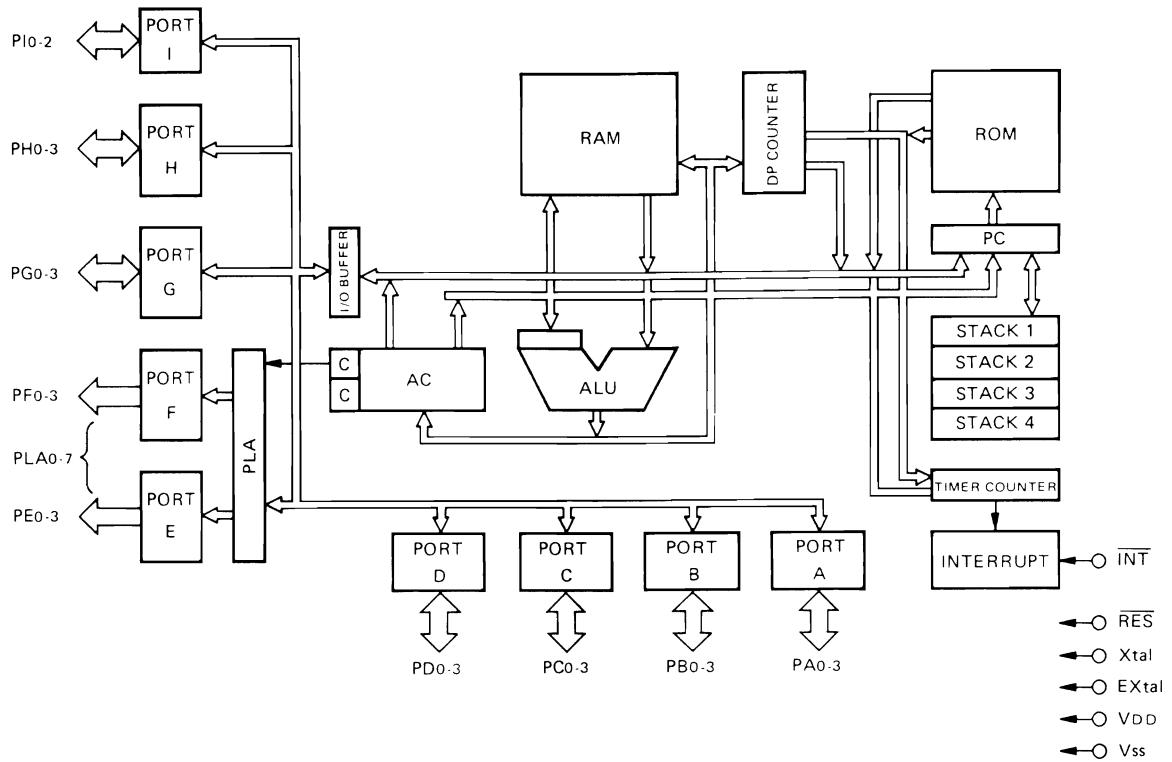 PI0-2
PORT
I
PH0-3
PORT
H
PG0-3
PORT
G
PF0-3
PORT
F
PLA0-7
PE0-3
PORT
E
PLA
I/O BUFFER
RAM
DP COUNTER
ROM
PC
STACK 1
STACK 2
STACK 3
STACK 4
C
C
AC
ALU
TIMER COUNTER
INTERRUPT
INT
RES
Xtal
EXtal
VDD
Vss
PORT
D
PORT
C
PORT
B
PORT
A
PD0-3
PC0-3
PB0-3
PA0-3